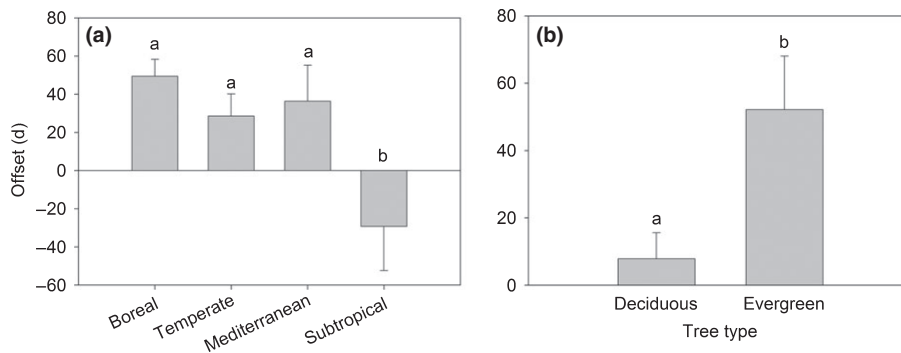 (a)
80
60
40
20
0
–20
–40
–60
Offset (d)
a
a
a
b
Boreal
Temperate
Mediterranean
Subtropical
(b)
80
60
40
20
0
a
b
Deciduous
Evergreen
Tree type